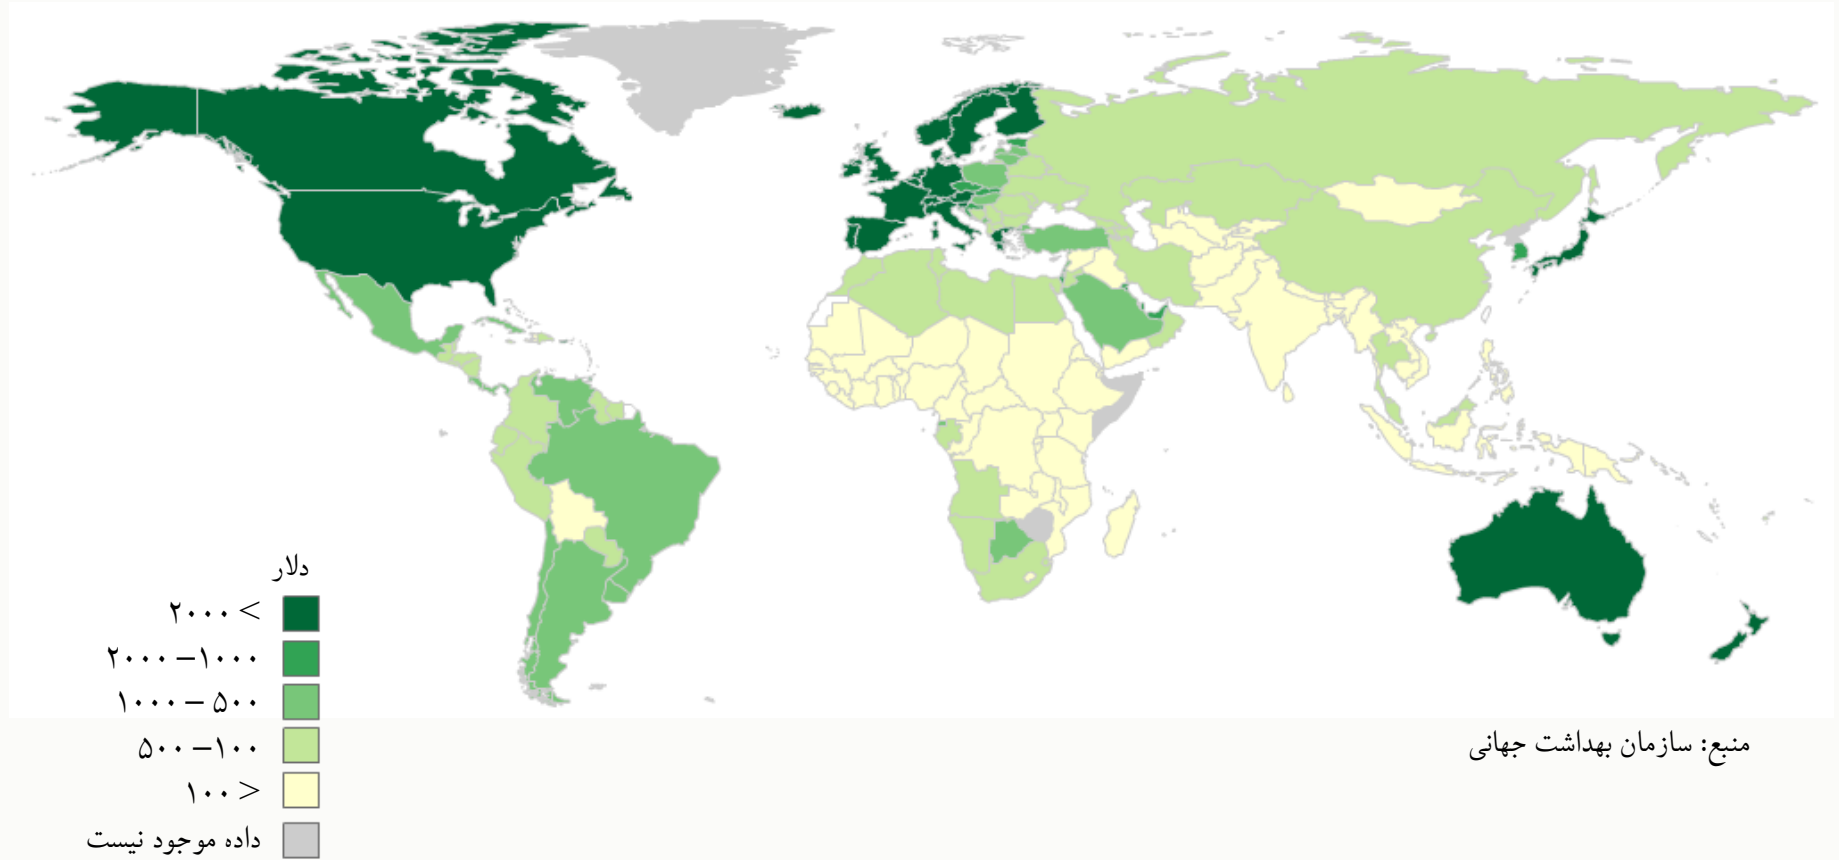 دلار
> ۲۰۰۰
۱۰۰۰– ۲۰۰۰
۵۰۰ – ۱۰۰۰
۱۰۰– ۵۰۰
< ۱۰۰
داده موجود نیست
منبع: سازمان بهداشت جهانی